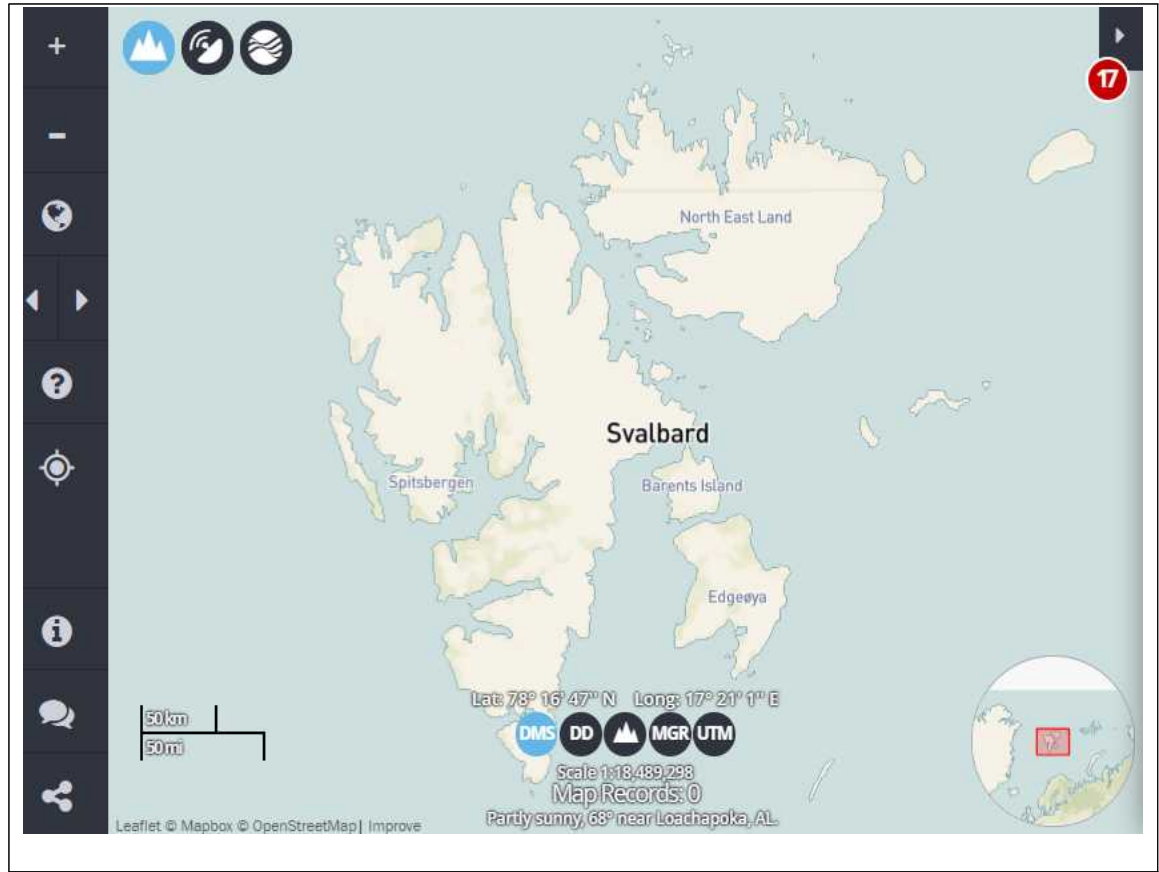 +
17
-
North East Land
Svalbard
Spitsbergen
Barents Island
?
Edgeøya
i
Lat: 78° 16' 47" N Long: 17° 21' 1" E
50 km
50 mi
DMS DD MGR UTM
Scale 1:18,489,298
Map Records: 0
Partly sunny, 68° near Loachapoka, AL.
Leaflet © Mapbox © OpenStreetMap | Improve